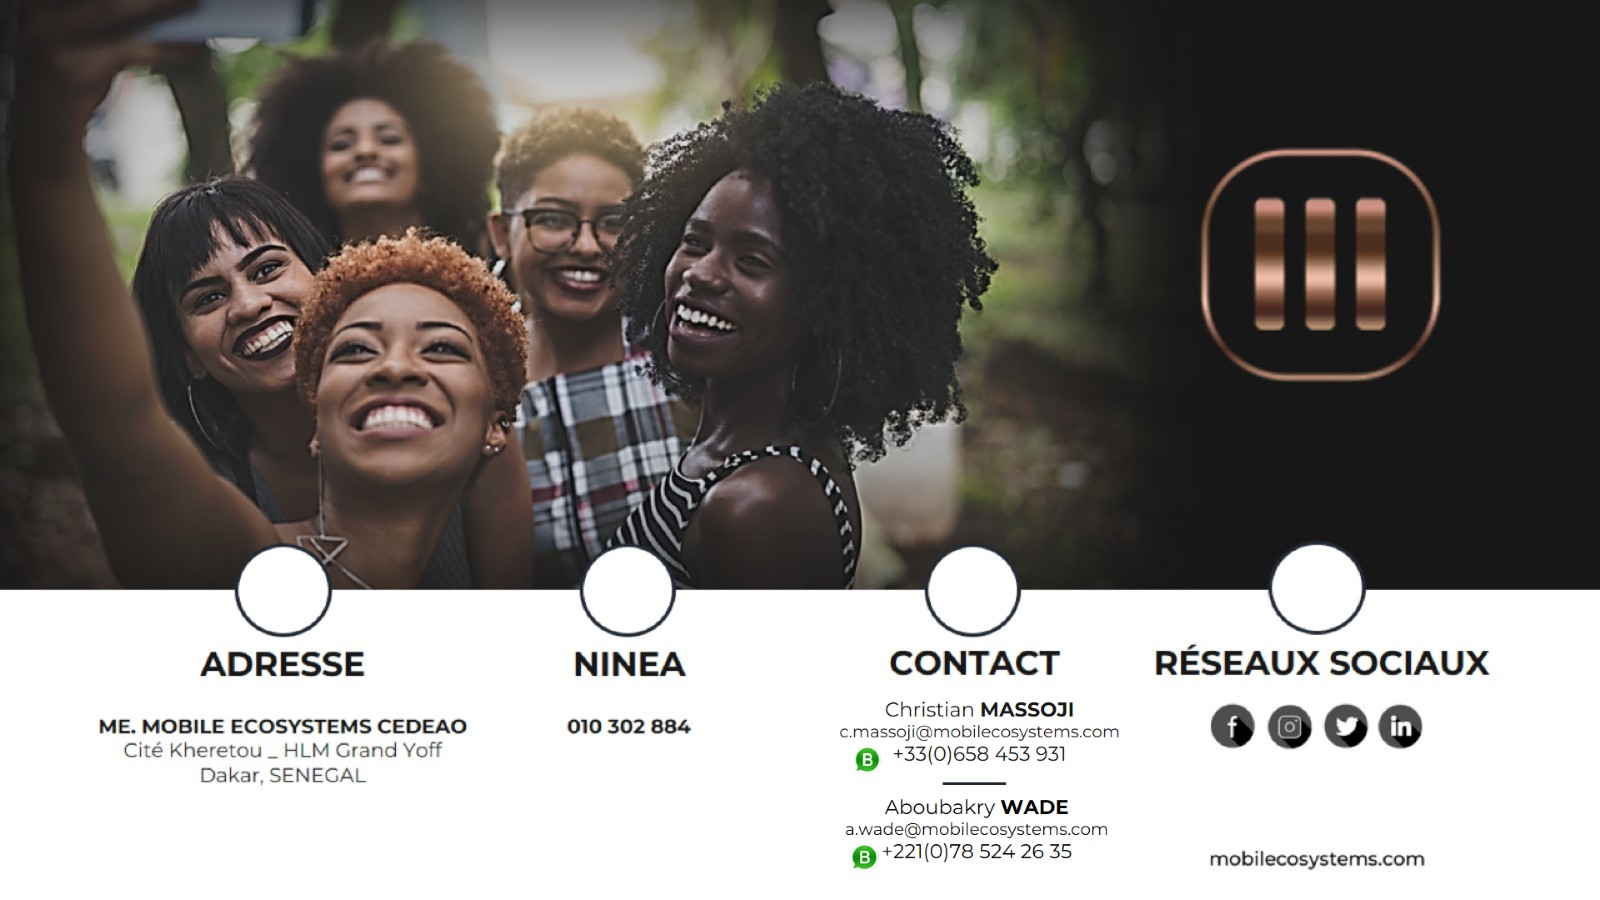 ADRESSE
ME. MOBILE ECOSYSTEMS CEDEAO
Cité Kheretou _ HLM Grand Yoff
Dakar, SENEGAL
NINEA
010 302 884
CONTACT
Christian MASSOJI
c.massoji@mobilecosystems.com
B +33(0)658 453 931
Aboubakry WADE
a.wade@mobilecosystems.com
B +221(0)78 524 26 35
RÉSEAUX SOCIAUX
f in
mobilecosystems.com